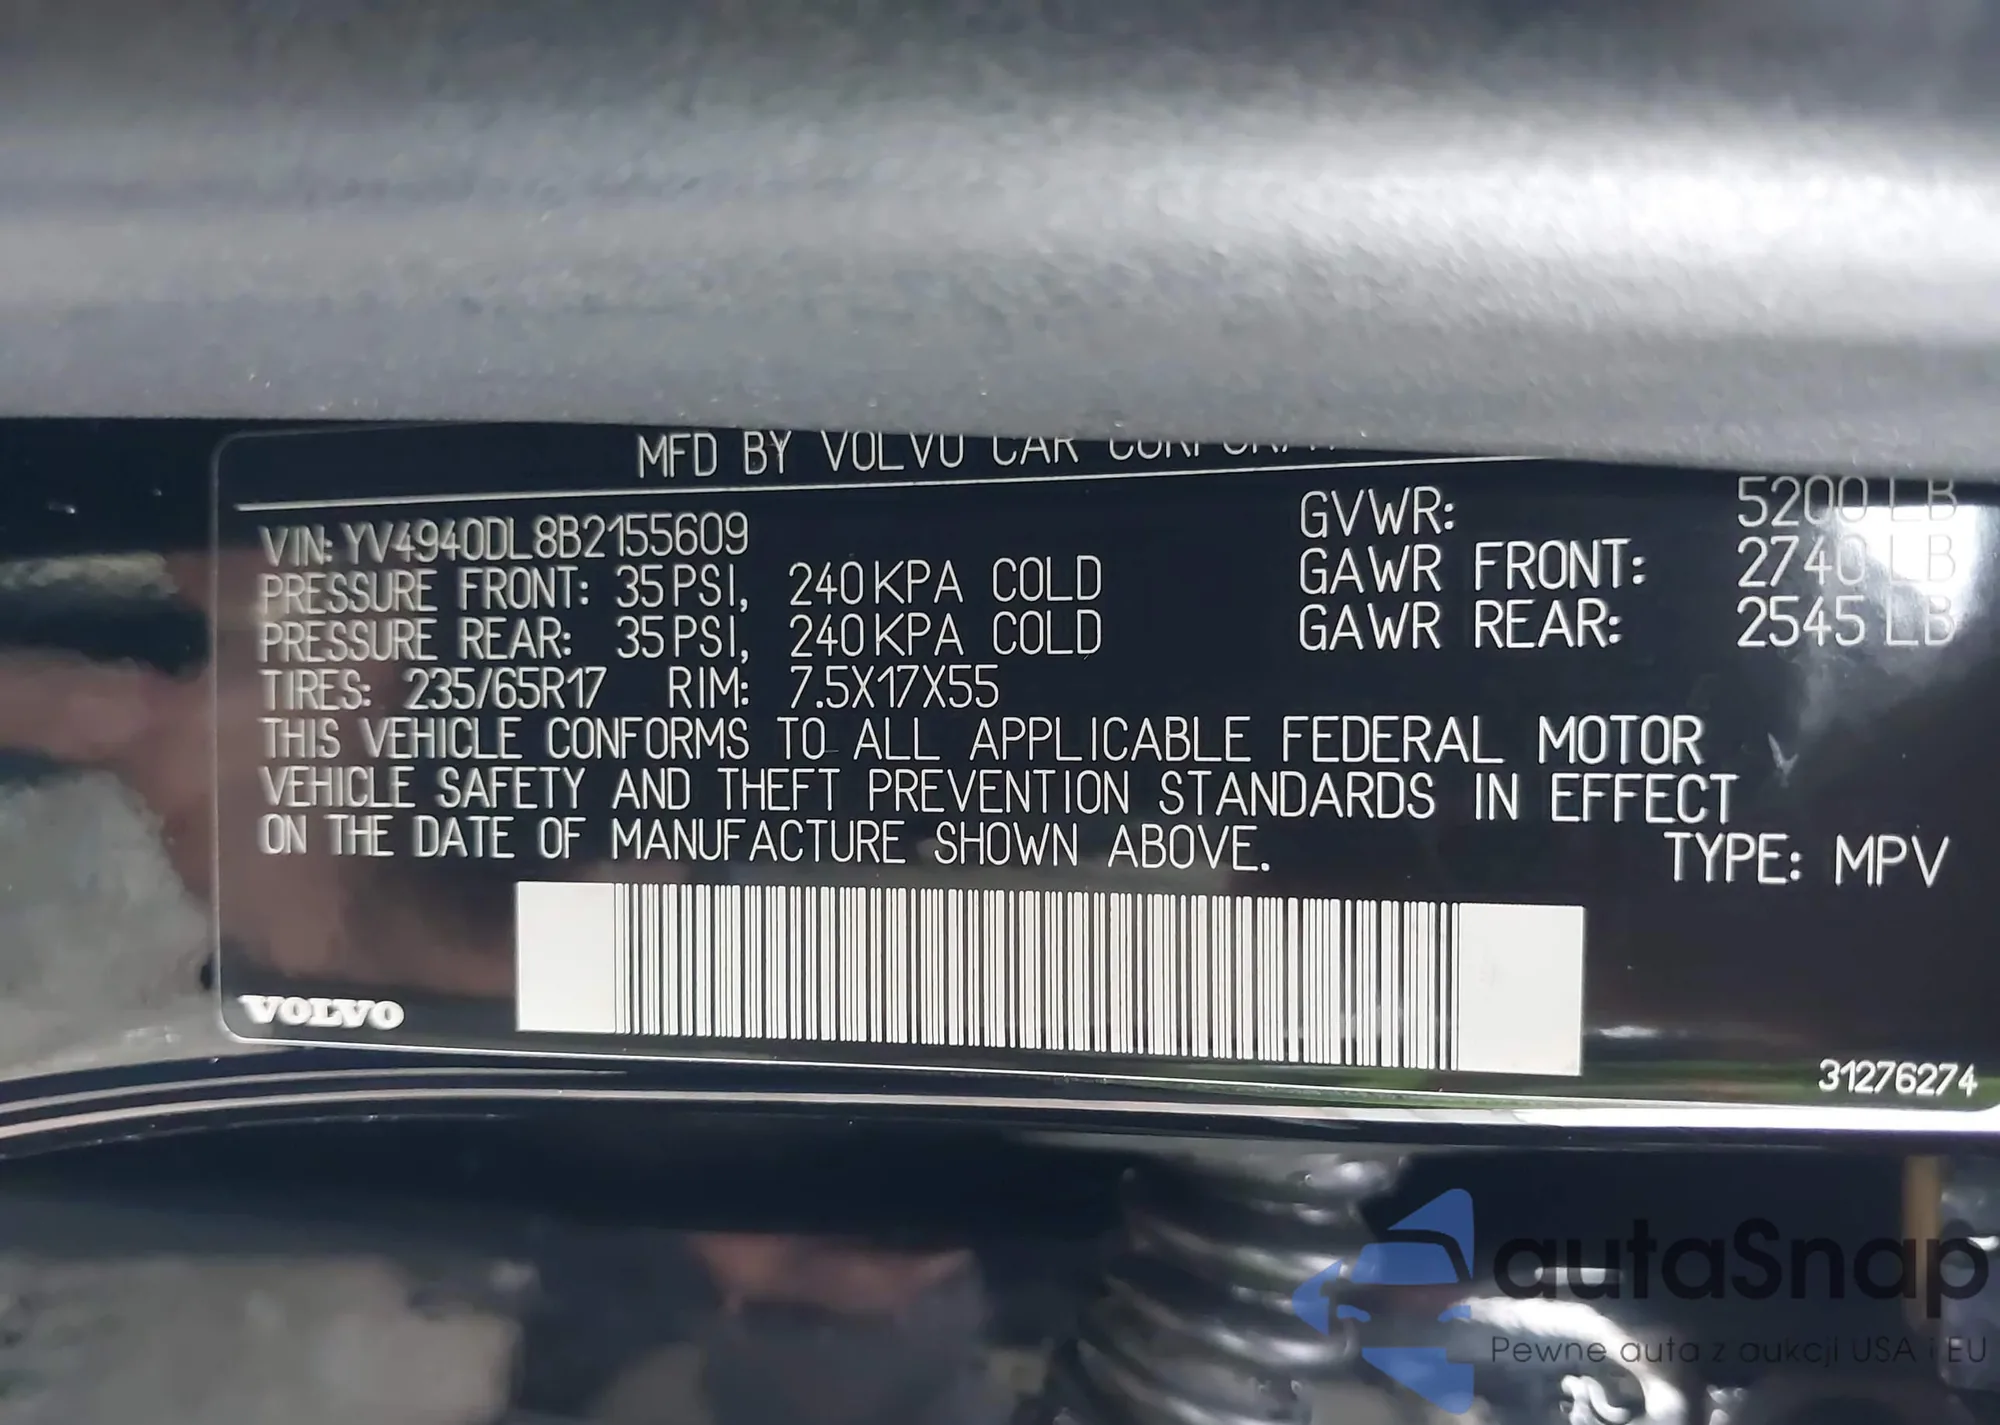 MFD BY VOLVO CAR CORPORAT
VIN: YV4940DL8B2155609
PRESSURE FRONT: 35 PSI, 240 KPA COLD
PRESSURE REAR: 35 PSI, 240 KPA COLD
TIRES: 235/65R17 RIM: 7.5X17X55
GVWR: 5200 LB
GAWR FRONT: 2740 LB
GAWR REAR: 2545 LB
THIS VEHICLE CONFORMS TO ALL APPLICABLE FEDERAL MOTOR
VEHICLE SAFETY AND THEFT PREVENTION STANDARDS IN EFFECT
ON THE DATE OF MANUFACTURE SHOWN ABOVE.
TYPE: MPV
VOLVO
31276274
autaSnap
Pewne auta z aukcji USA i EU